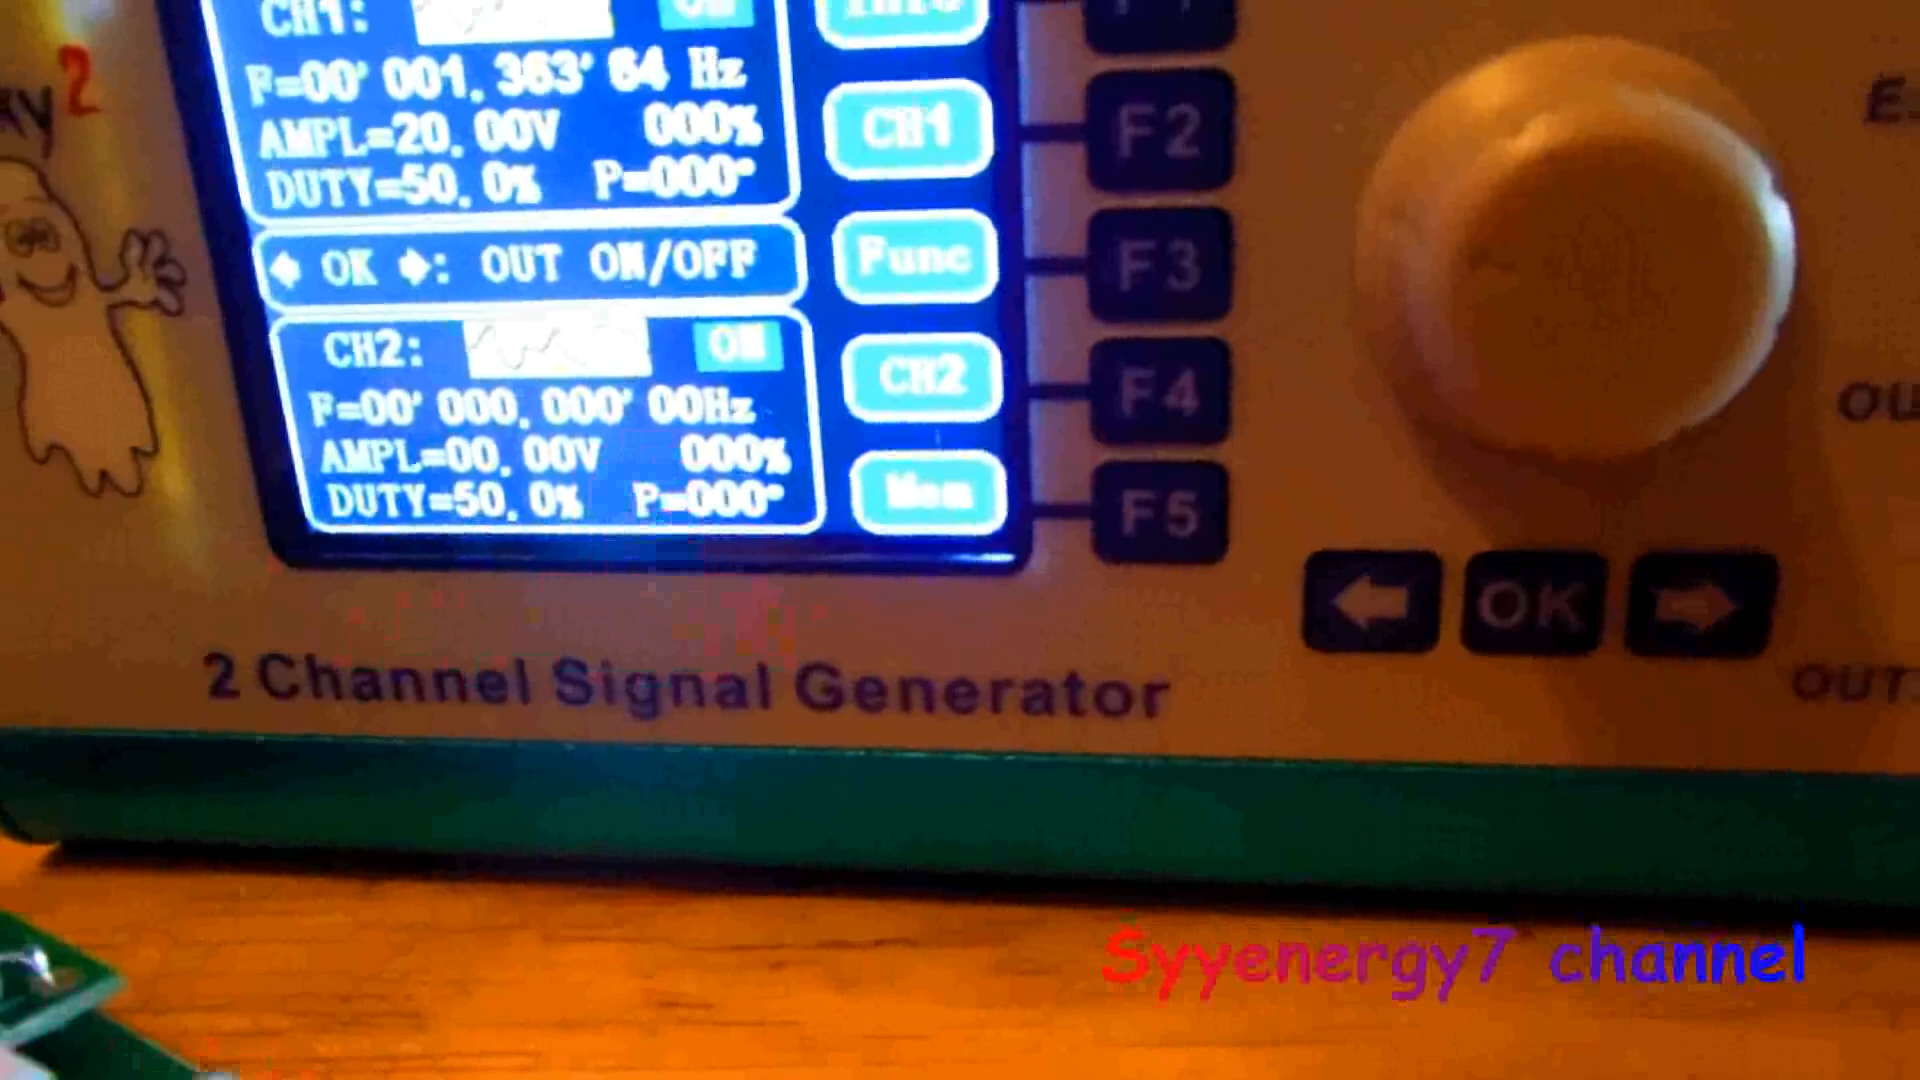 CH1: ON
Info
F=00' 001. 363' 64 Hz
AMPL=20. 00V 000%
DUTY=50. 0% P=000°
CH1
F2
OK : OUT ON/OFF
Func
F3
CH2: ON
F=00' 000. 000' 00Hz
AMPL=00. 00V 000%
DUTY=50. 0% P=000°
CH2
F4
Mem
F5
OK
2 Channel Signal Generator
Syyenergy7 channel